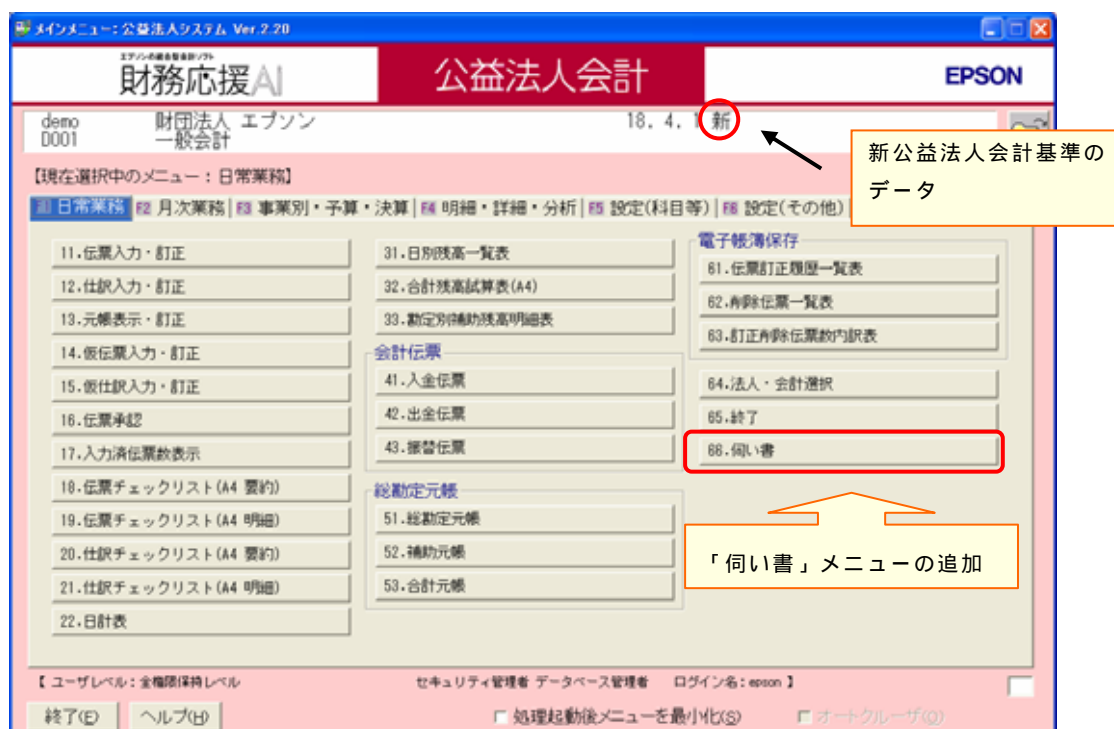 メインメニュー:公益法人システム Ver.2.20
エプソンの統合型会計ソフト
財務応援AI
公益法人会計
EPSON
demo 財団法人 エプソン 18. 4. 1 新
D001 一般会計
新公益法人会計基準の
データ
【現在選択中のメニュー:日常業務】
日常業務 F2 月次業務 F3 事業別・予算・決算 F4 明細・詳細・分析 F5 設定(科目等) F6 設定(その他)
11.伝票入力・訂正
12.仕訳入力・訂正
13.元帳表示・訂正
14.仮伝票入力・訂正
15.仮仕訳入力・訂正
16.伝票承認
17.入力済伝票数表示
18.伝票チェックリスト(A4 要約)
19.伝票チェックリスト(A4 明細)
20.仕訳チェックリスト(A4 要約)
21.仕訳チェックリスト(A4 明細)
22.日計表
31.日別残高一覧表
32.合計残高試算表(A4)
33.勘定別補助残高明細表
会計伝票
41.入金伝票
42.出金伝票
43.振替伝票
総勘定元帳
51.総勘定元帳
52.補助元帳
53.合計元帳
電子帳簿保存
61.伝票訂正履歴一覧表
62.削除伝票一覧表
63.訂正削除伝票数内訳表
64.法人・会計選択
65.終了
66.伺い書
「伺い書」メニューの追加
【 ユーザレベル:全権限保持レベル セキュリティ管理者 データベース管理者 ログイン名:epson 】
終了(E) ヘルプ(H) 処理起動後メニューを最小化(S) オートクルーザ(Q)